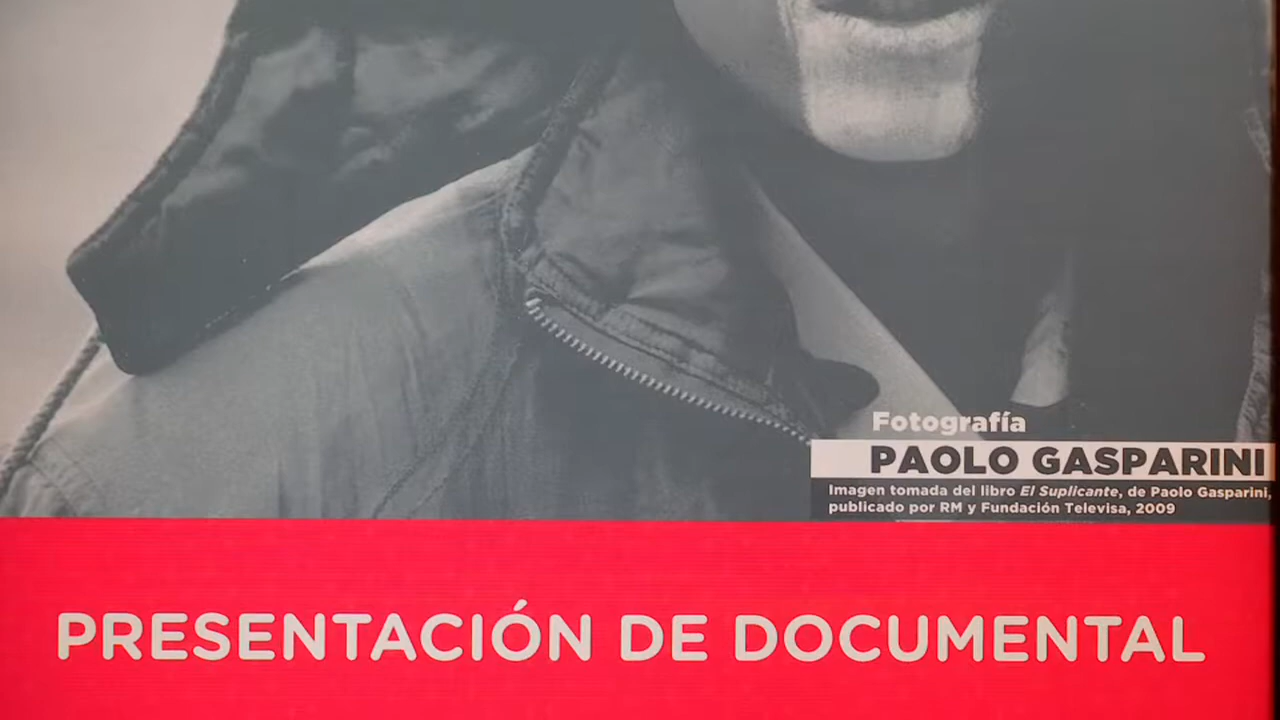 Fotografía
PAOLO GASPARINI
Imagen tomada del libro El Suplicante, de Paolo Gasparini,
publicado por RM y Fundación Televisa, 2009
PRESENTACIÓN DE DOCUMENTAL